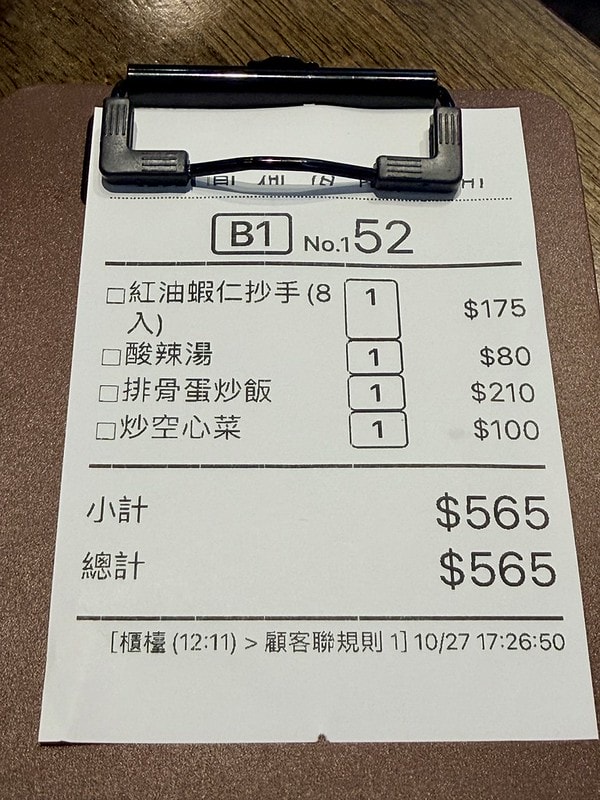 B1 No.152
□紅油蝦仁抄手(8 1 $175
入)
□酸辣湯 1 $80
□排骨蛋炒飯 1 $210
□炒空心菜 1 $100
小計 $565
總計 $565
[櫃檯 (12:11) > 顧客聯規則 1] 10/27 17:26:50